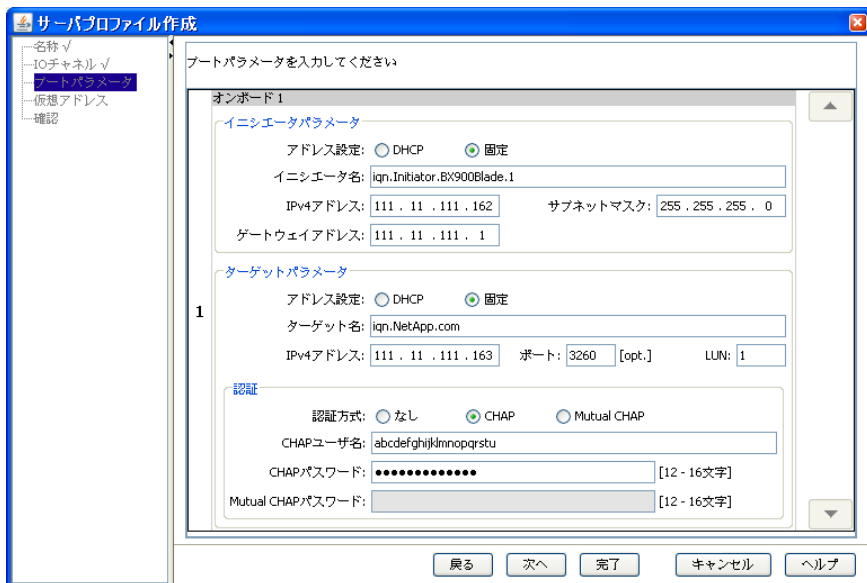 サーバプロファイル作成
名称 √
IOチャネル √
ブートパラメータ
仮想アドレス
確認
ブートパラメータを入力してください
オンボード 1
イニシエータパラメータ
アドレス設定: DHCP 固定
イニシエータ名: iqn.Initiator.BX900Blade.1
IPv4アドレス: 111 . 11 . 111 . 162 サブネットマスク: 255 . 255 . 255 . 0
ゲートウェイアドレス: 111 . 11 . 111 . 1
1
ターゲットパラメータ
アドレス設定: DHCP 固定
ターゲット名: iqn.NetApp.com
IPv4アドレス: 111 . 11 . 111 . 163 ポート: 3260 [opt.] LUN: 1
認証
認証方式: なし CHAP Mutual CHAP
CHAPユーザ名: abcdefghijklmnopqrstu
CHAPパスワード: ●●●●●●●●●●●●● [12 - 16文字]
Mutual CHAPパスワード: [12 - 16文字]
戻る 次へ 完了 キャンセル ヘルプ